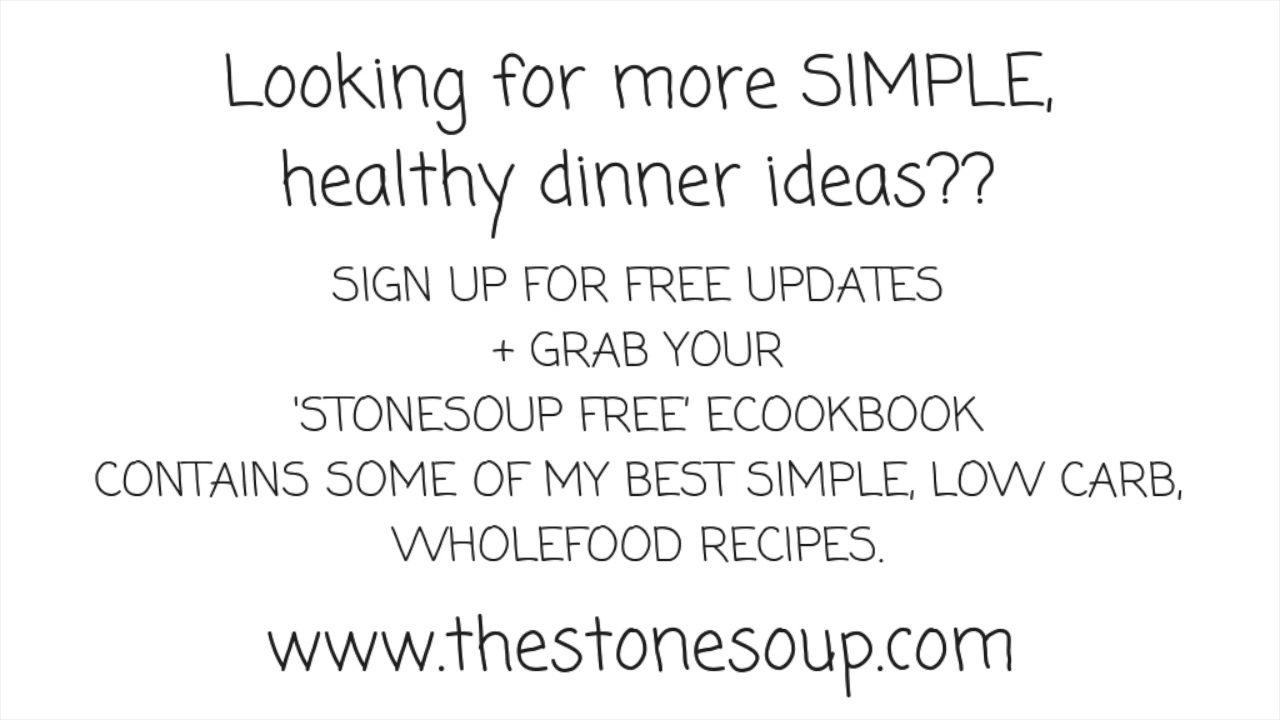 Looking for more SIMPLE,
healthy dinner ideas??
SIGN UP FOR FREE UPDATES
+ GRAB YOUR
'STONESOUP FREE' ECOOKBOOK
CONTAINS SOME OF MY BEST SIMPLE, LOW CARB,
WHOLEFOOD RECIPES.
www.thestonesoup.com